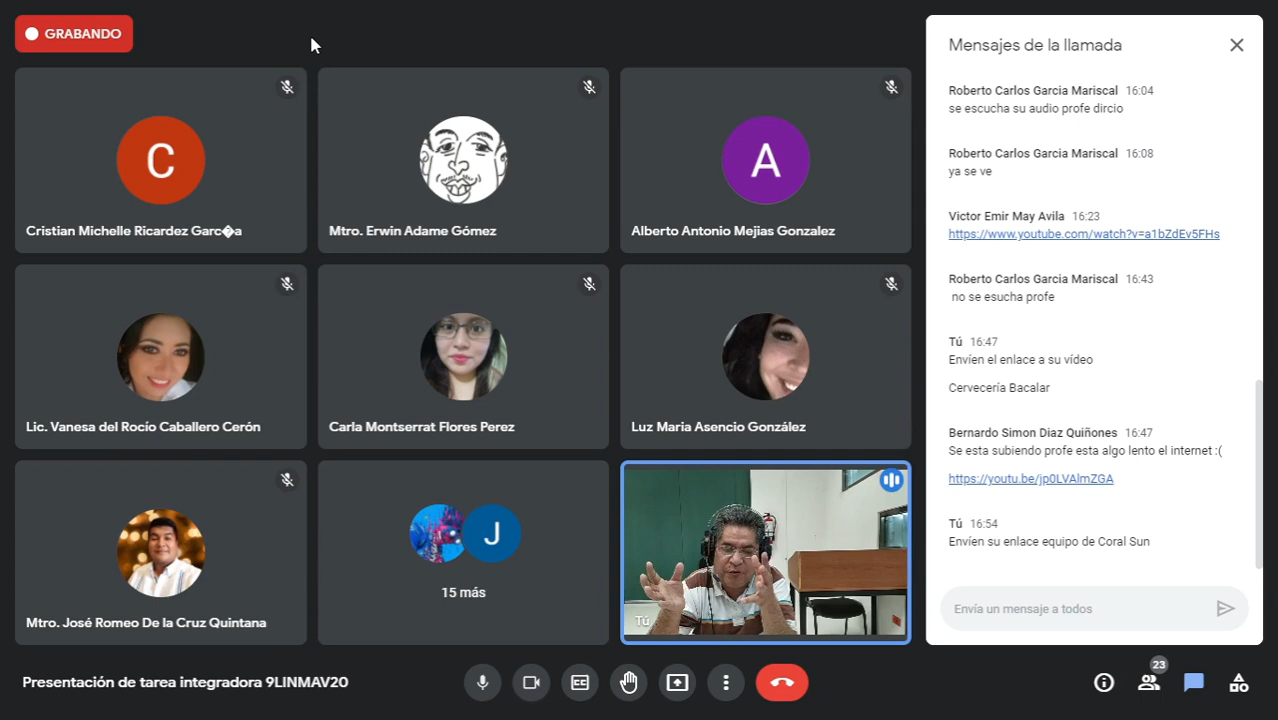 GRABANDO
C
Cristian Michelle Ricardez Garc�a
Mtro. Erwin Adame Gómez
A
Alberto Antonio Mejias Gonzalez
Lic. Vanesa del Rocío Caballero Cerón
Carla Montserrat Flores Perez
Luz Maria Asencio González
Mtro. José Romeo De la Cruz Quintana
J
15 más
Tú
Mensajes de la llamada
Roberto Carlos Garcia Mariscal 16:04
se escucha su audio profe dircio
Roberto Carlos Garcia Mariscal 16:08
ya se ve
Victor Emir May Avila 16:23
https://www.youtube.com/watch?v=a1bZdEv5FHs
Roberto Carlos Garcia Mariscal 16:43
no se esucha profe
Tú 16:47
Envíen el enlace a su vídeo
Cervecería Bacalar
Bernardo Simon Diaz Quiñones 16:47
Se esta subiendo profe esta algo lento el internet :(
https://youtu.be/jp0LVAlmZGA
Tú 16:54
Envíen su enlace equipo de Coral Sun
Envía un mensaje a todos
Presentación de tarea integradora 9LINMAV20
CC
23